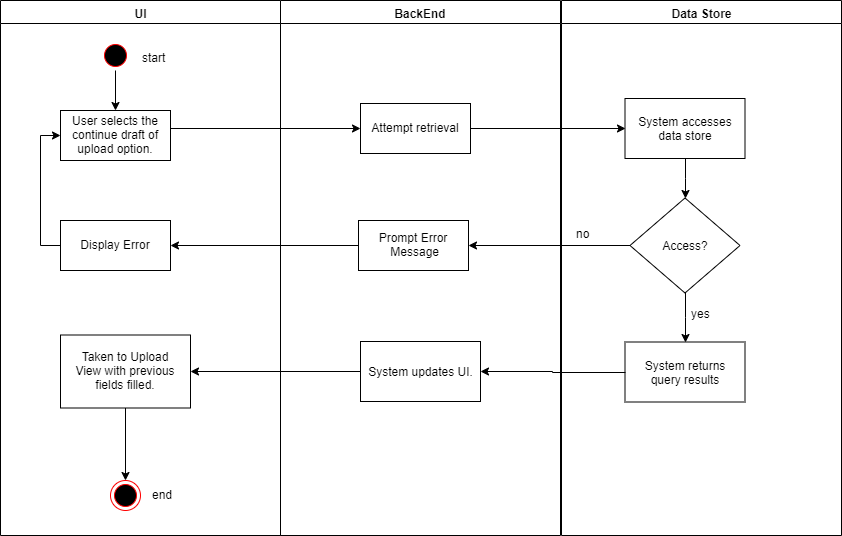 UI
BackEnd
Data Store
start
User selects the
continue draft of
upload option.
Attempt retrieval
System accesses
data store
Display Error
Prompt Error
Message
no
Access?
yes
Taken to Upload
View with previous
fields filled.
System updates UI.
System returns
query results
end